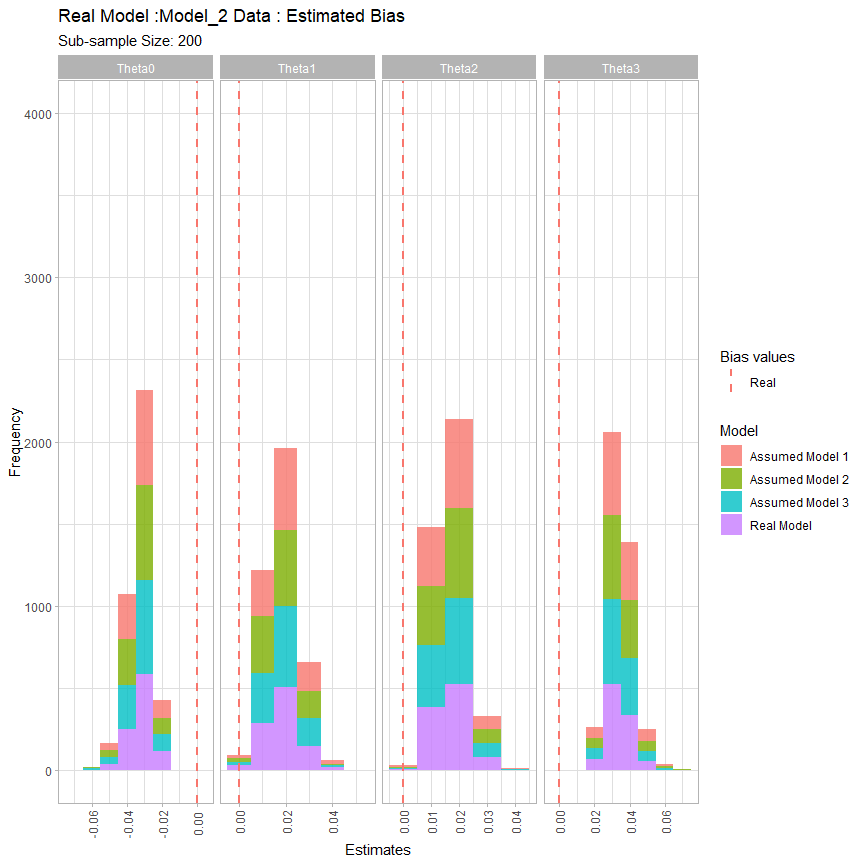 Real Model :Model_2 Data : Estimated Bias
Sub-sample Size: 200
Theta0 Theta1 Theta2 Theta3
4000
3000
2000
1000
0
Frequency
-0.06 -0.04 -0.02 0.00 0.00 0.02 0.04 0.00 0.01 0.02 0.03 0.04 0.00 0.02 0.04 0.06
Estimates
Bias values
Real
Model
Assumed Model 1
Assumed Model 2
Assumed Model 3
Real Model